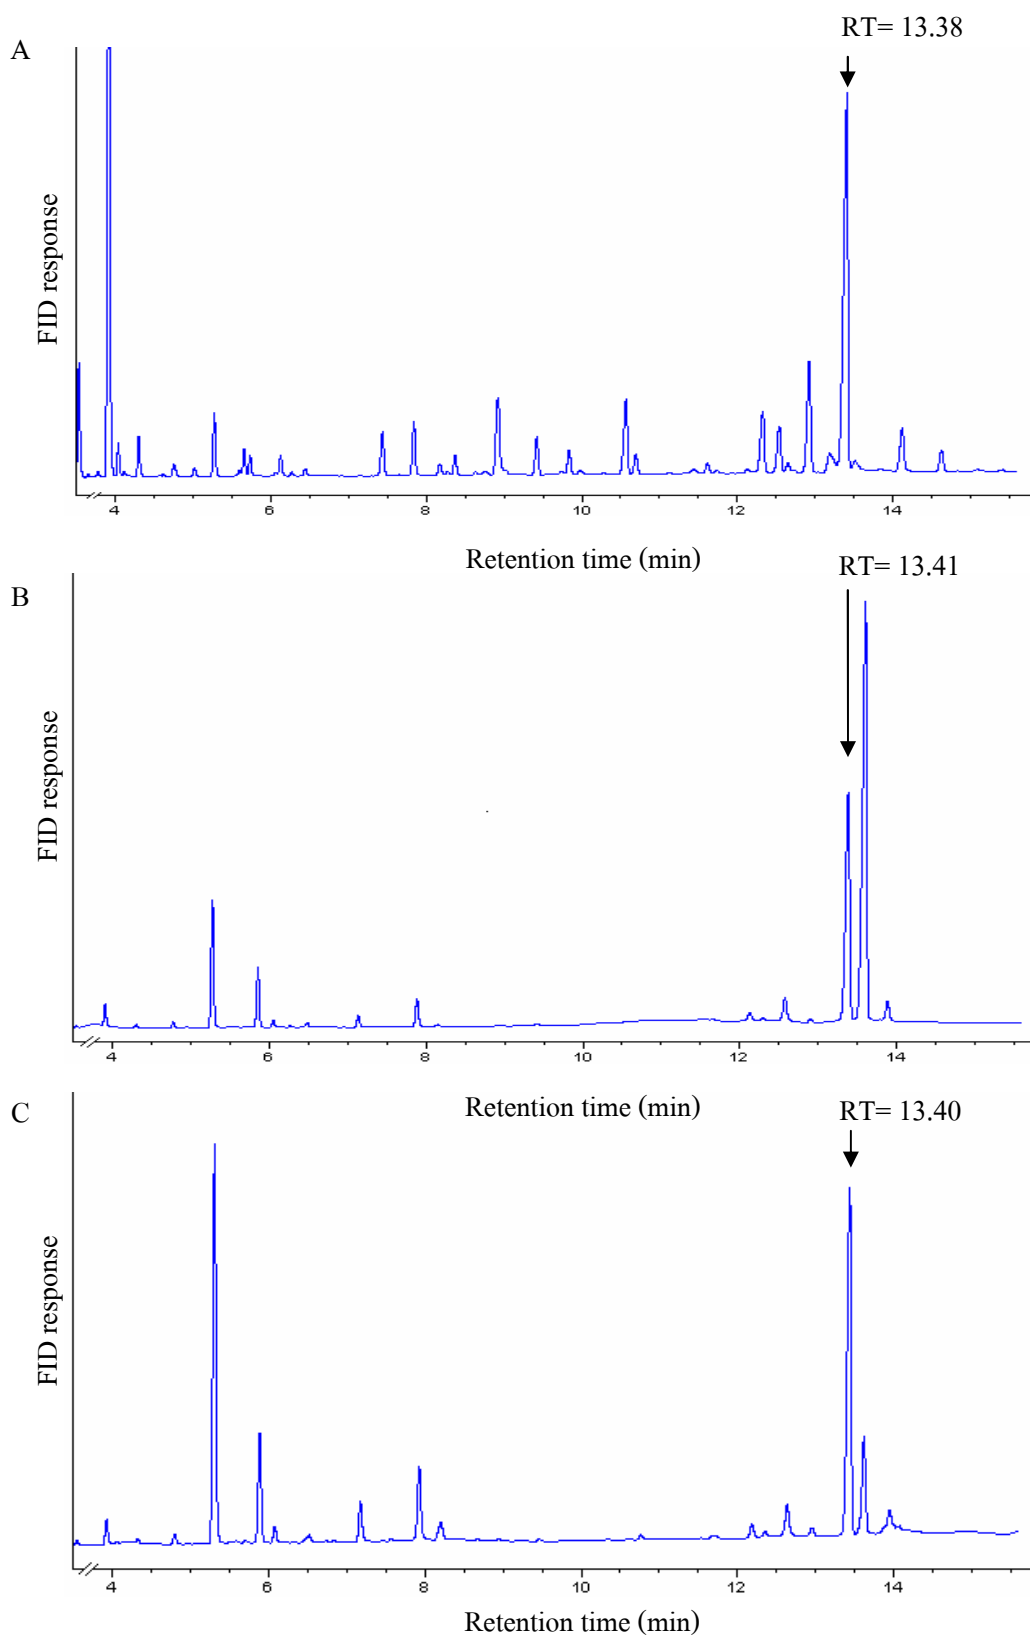 RT= 13.38
A
FID response
4 6 8 10 12 14
Retention time (min)
RT= 13.41
B
FID response
4 6 8 10 12 14
Retention time (min)
RT= 13.40
C
FID response
4 6 8 10 12 14
Retention time (min)